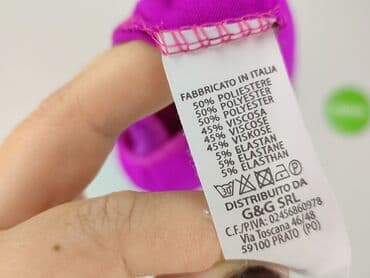 FABBRICATO IN ITALIA
50% POLIESTERE
50% POLYESTER
50% POLYESTER
45% VISCOSA
45% VISCOSE
45% VISKOSE
5% ELASTAN
5% ELASTANE
5% ELASTHAN
DISTRIBUITO DA
G&G SRL
C.F./P.IVA: 02456860978
Via Toscana 46/48
59100 PRATO (PO)